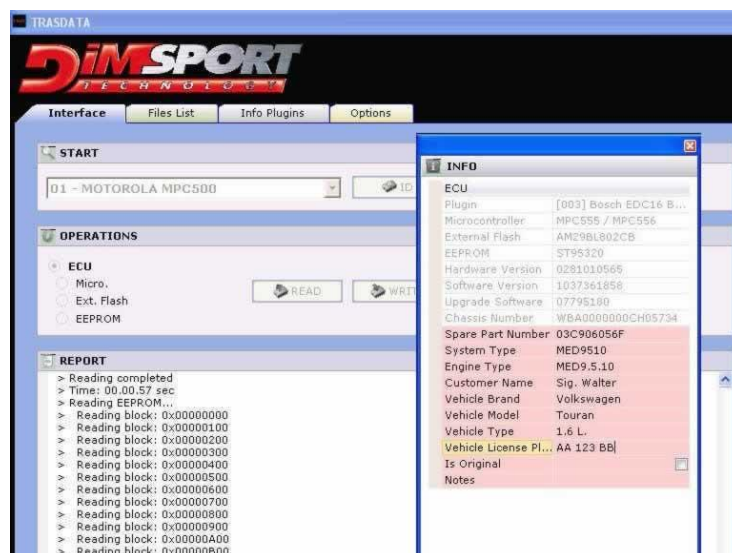 TRASDATA
DiMSPORT
TECHNOLOGY
Interface
Files List
Info Plugins
Options
START
01 - MOTOROLA MPC500
ID
OPERATIONS
ECU
Micro.
Ext. Flash
EEPROM
READ
WRIT
REPORT
> Reading completed
> Time: 00.00.57 sec
> Reading EEPROM...
> Reading block: 0x00000000
> Reading block: 0x00000100
> Reading block: 0x00000200
> Reading block: 0x00000300
> Reading block: 0x00000400
> Reading block: 0x00000500
> Reading block: 0x00000600
> Reading block: 0x00000700
> Reading block: 0x00000800
> Reading block: 0x00000900
> Reading block: 0x00000A00
> Reading block: 0x00000B00
INFO
ECU
Plugin [003] Bosch EDC16 B...
Microcontroller MPC555 / MPC556
External Flash AM29BL802CB
EEPROM ST95320
Hardware Version 0281010565
Software Version 1037361858
Upgrade Software 07795180
Chassis Number WBA0000000CH05734
Spare Part Number 03C906056F
System Type MED9510
Engine Type MED9.5.10
Customer Name Sig. Walter
Vehicle Brand Volkswagen
Vehicle Model Touran
Vehicle Type 1.6 L.
Vehicle License Pl... AA 123 BB
Is Original
Notes